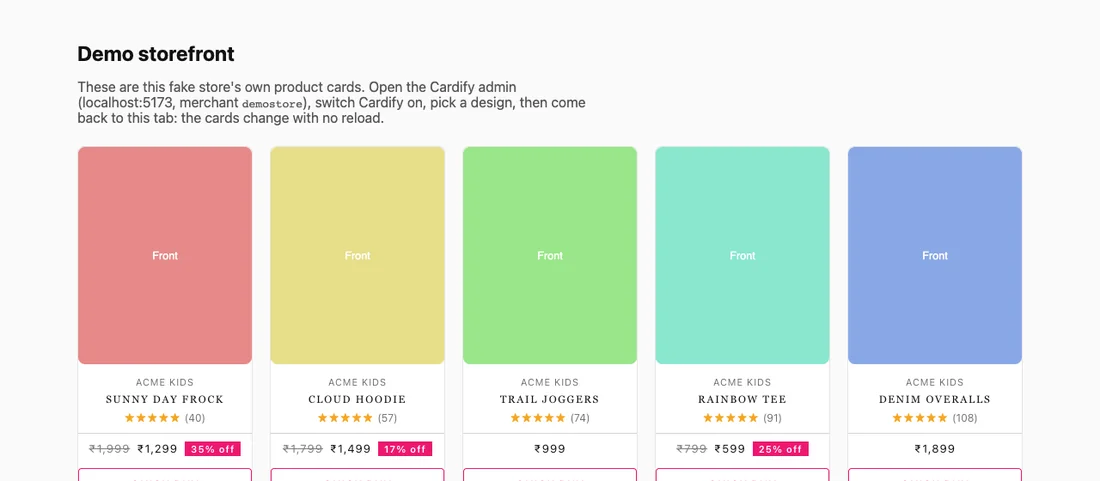 Demo storefront
These are this fake store's own product cards. Open the Cardify admin
(localhost:5173, merchant demostore), switch Cardify on, pick a design, then come
back to this tab: the cards change with no reload.
Front Front Front Front Front
ACME KIDS ACME KIDS ACME KIDS ACME KIDS ACME KIDS
SUNNY DAY FROCK CLOUD HOODIE TRAIL JOGGERS RAINBOW TEE DENIM OVERALLS
★★★★★ (40) ★★★★★ (57) ★★★★★ (74) ★★★★★ (91) ★★★★★ (108)
₹1,999 ₹1,299 35% off ₹1,799 ₹1,499 17% off ₹999 ₹799 ₹599 25% off ₹1,899